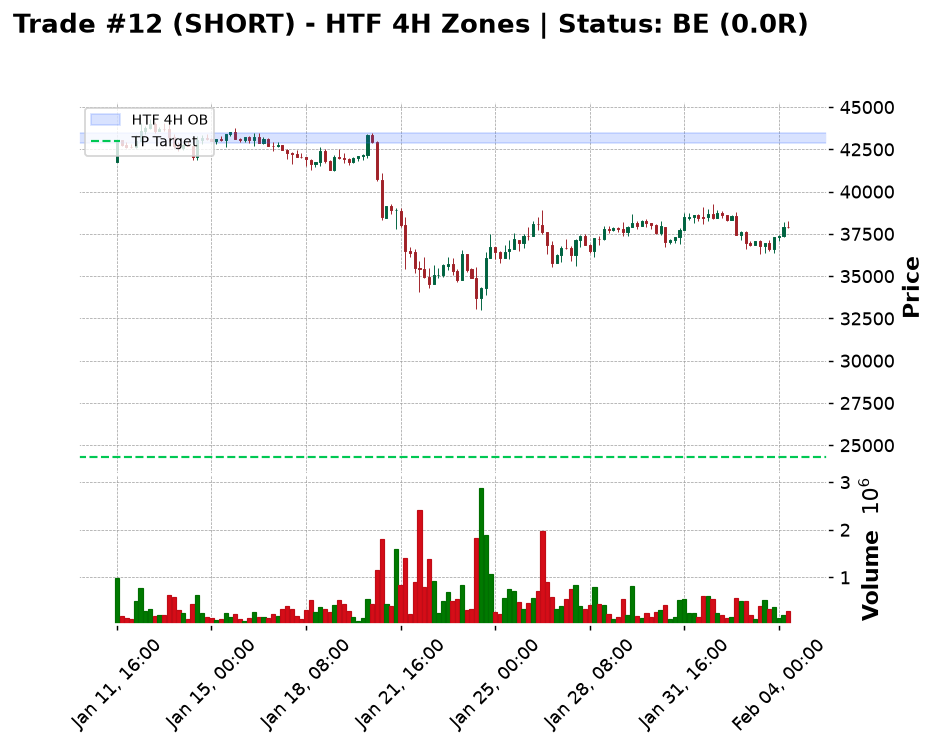 Trade #12 (SHORT) - HTF 4H Zones | Status: BE (0.0R)
HTF 4H OB
TP Target
45000
42500
40000
37500
35000
32500
30000
27500
25000
Price
3
2
1
Volume 10⁶
Jan 11, 16:00
Jan 15, 00:00
Jan 18, 08:00
Jan 21, 16:00
Jan 25, 00:00
Jan 28, 08:00
Jan 31, 16:00
Feb 04, 00:00